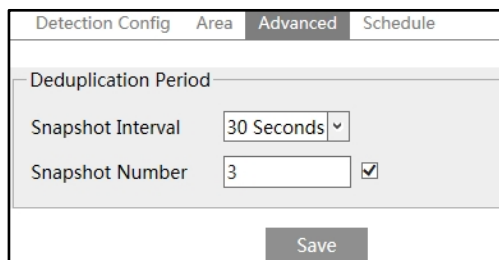 Detection Config Area Advanced Schedule
Deduplication Period
Snapshot Interval 30 Seconds
Snapshot Number 3
Save